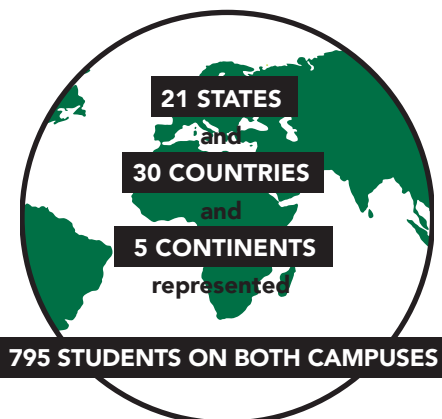 21 STATES
and
30 COUNTRIES
and
5 CONTINENTS
represented
795 STUDENTS ON BOTH CAMPUSES